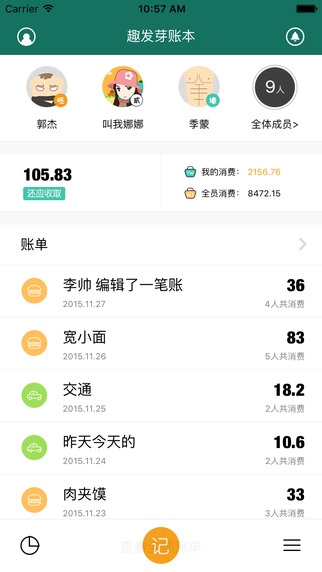 Carrier 10:57 AM
趣发芽账本
旺 贰 壕
郭杰 叫我娜娜 季蒙 全体成员>
9人
105.83
还应收取
我的消费: 2156.76
全员消费: 8472.15
账单
李帅 编辑了一笔账 36
2015.11.27 4人共消费
宽小面 83
2015.11.26 5人共消费
交通 18.2
2015.11.25 2人共消费
昨天今天的 10.6
2015.11.24 2人共消费
肉夹馍 33
2015.11.23 3人共消费
记
账单